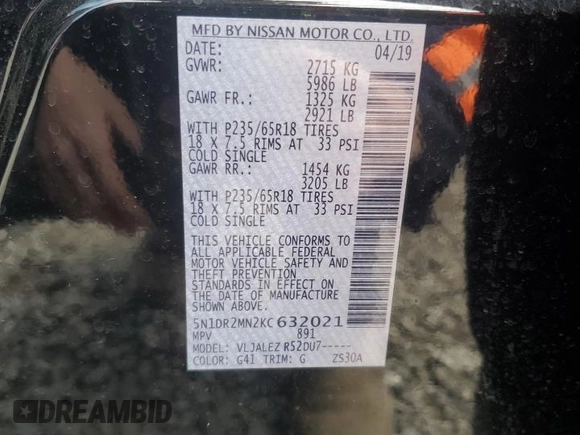 MFD BY NISSAN MOTOR CO., LTD.
DATE: 04/19
GVWR: 2715 KG
5986 LB
GAWR FR.: 1325 KG
2921 LB
WITH P235/65R18 TIRES
18 X 7.5 RIMS AT 33 PSI
COLD SINGLE
GAWR RR.: 1454 KG
3205 LB
WITH P235/65R18 TIRES
18 X 7.5 RIMS AT 33 PSI
COLD SINGLE
THIS VEHICLE CONFORMS TO
ALL APPLICABLE FEDERAL
MOTOR VEHICLE SAFETY AND
THEFT PREVENTION
STANDARDS IN EFFECT ON
THE DATE OF MANUFACTURE
SHOWN ABOVE.
5N1DR2MN2KC632021
MPV 891
MODEL: VLJALEZ R52DU7-----
COLOR: G41 TRIM: G ZS30A
DREAMBID